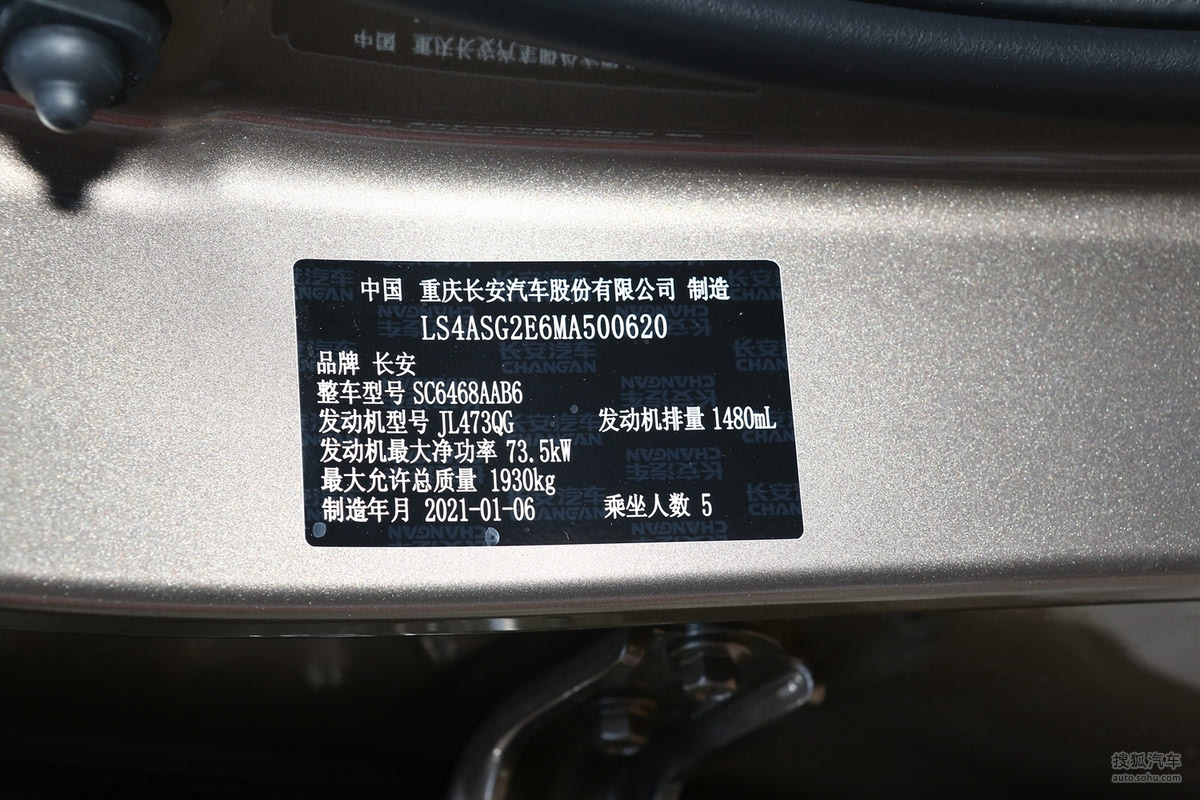 中国 重庆长安汽车股份有限公司 制造
LS4ASG2E6MA500620
品牌 长安
整车型号 SC6468AAB6
发动机型号 JL473QG 发动机排量 1480mL
发动机最大净功率 73.5kW
最大允许总质量 1930kg
制造年月 2021-01-06 乘坐人数 5
搜狐汽车
auto.sohu.com